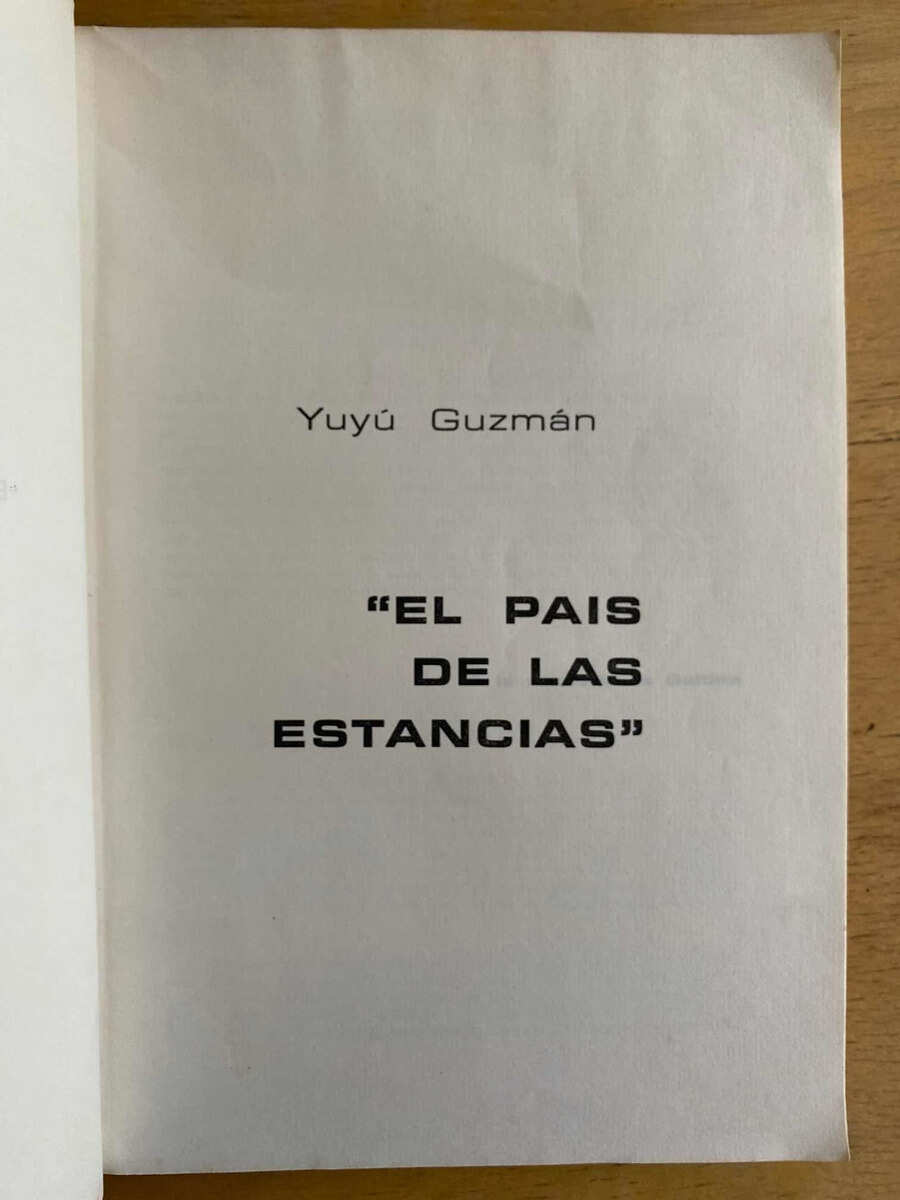 Yuyú Guzmán
“EL PAIS
DE LAS
ESTANCIAS”